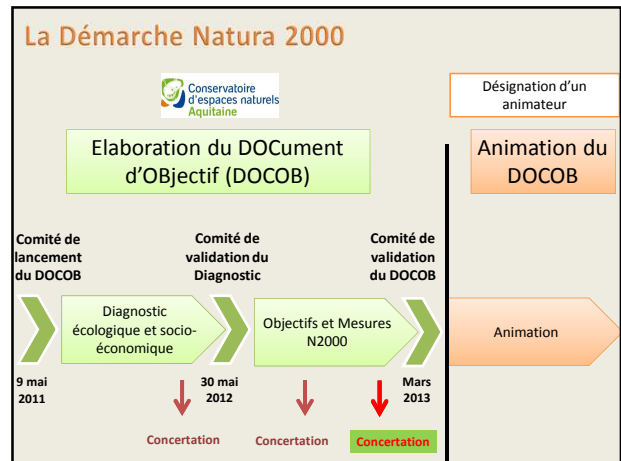 La Démarche Natura 2000
Conservatoire
d'espaces naturels
Aquitaine
Désignation d'un
animateur
Elaboration du DOCument
d'OBjectif (DOCOB)
Animation du
DOCOB
Comité de
lancement
du DOCOB
Comité de
validation du
Diagnostic
Comité de
validation
du DOCOB
Diagnostic
écologique et socio-
économique
Objectifs et Mesures
N2000
Animation
9 mai
2011
30 mai
2012
Mars
2013
Concertation
Concertation
Concertation